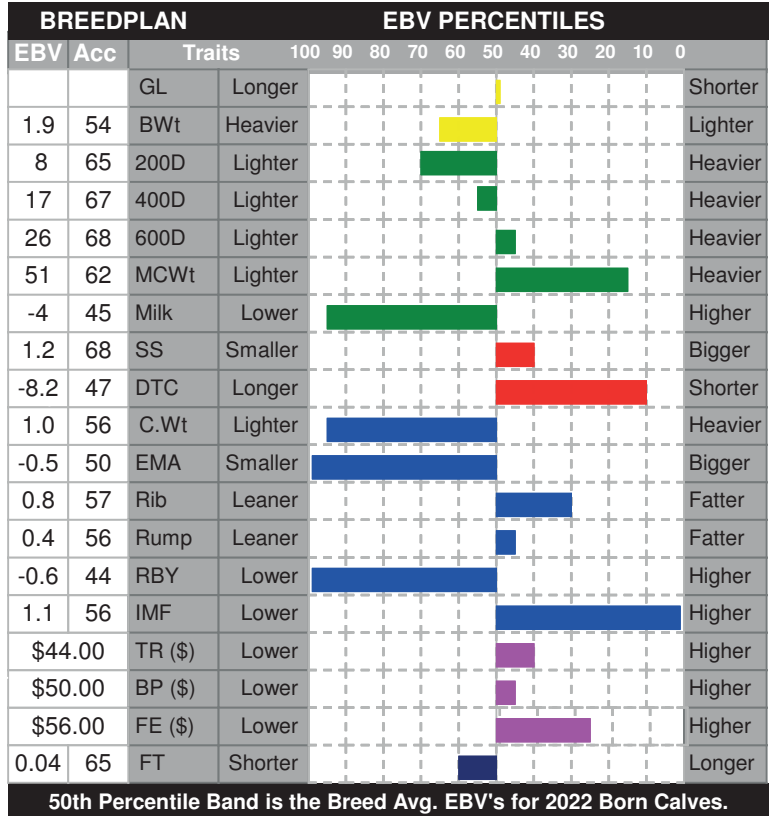 BREEDPLAN EBV PERCENTILES
EBV Acc Traits 100 90 80 70 60 50 40 30 20 10 0
GL Longer Shorter
1.9 54 BWt Heavier Lighter
8 65 200D Lighter Heavier
17 67 400D Lighter Heavier
26 68 600D Lighter Heavier
51 62 MCWt Lighter Heavier
-4 45 Milk Lower Higher
1.2 68 SS Smaller Bigger
-8.2 47 DTC Longer Shorter
1.0 56 C.Wt Lighter Heavier
-0.5 50 EMA Smaller Bigger
0.8 57 Rib Leaner Fatter
0.4 56 Rump Leaner Fatter
-0.6 44 RBY Lower Higher
1.1 56 IMF Lower Higher
$44.00 TR ($) Lower Higher
$50.00 BP ($) Lower Higher
$56.00 FE ($) Lower Higher
0.04 65 FT Shorter Longer
50th Percentile Band is the Breed Avg. EBV's for 2022 Born Calves.